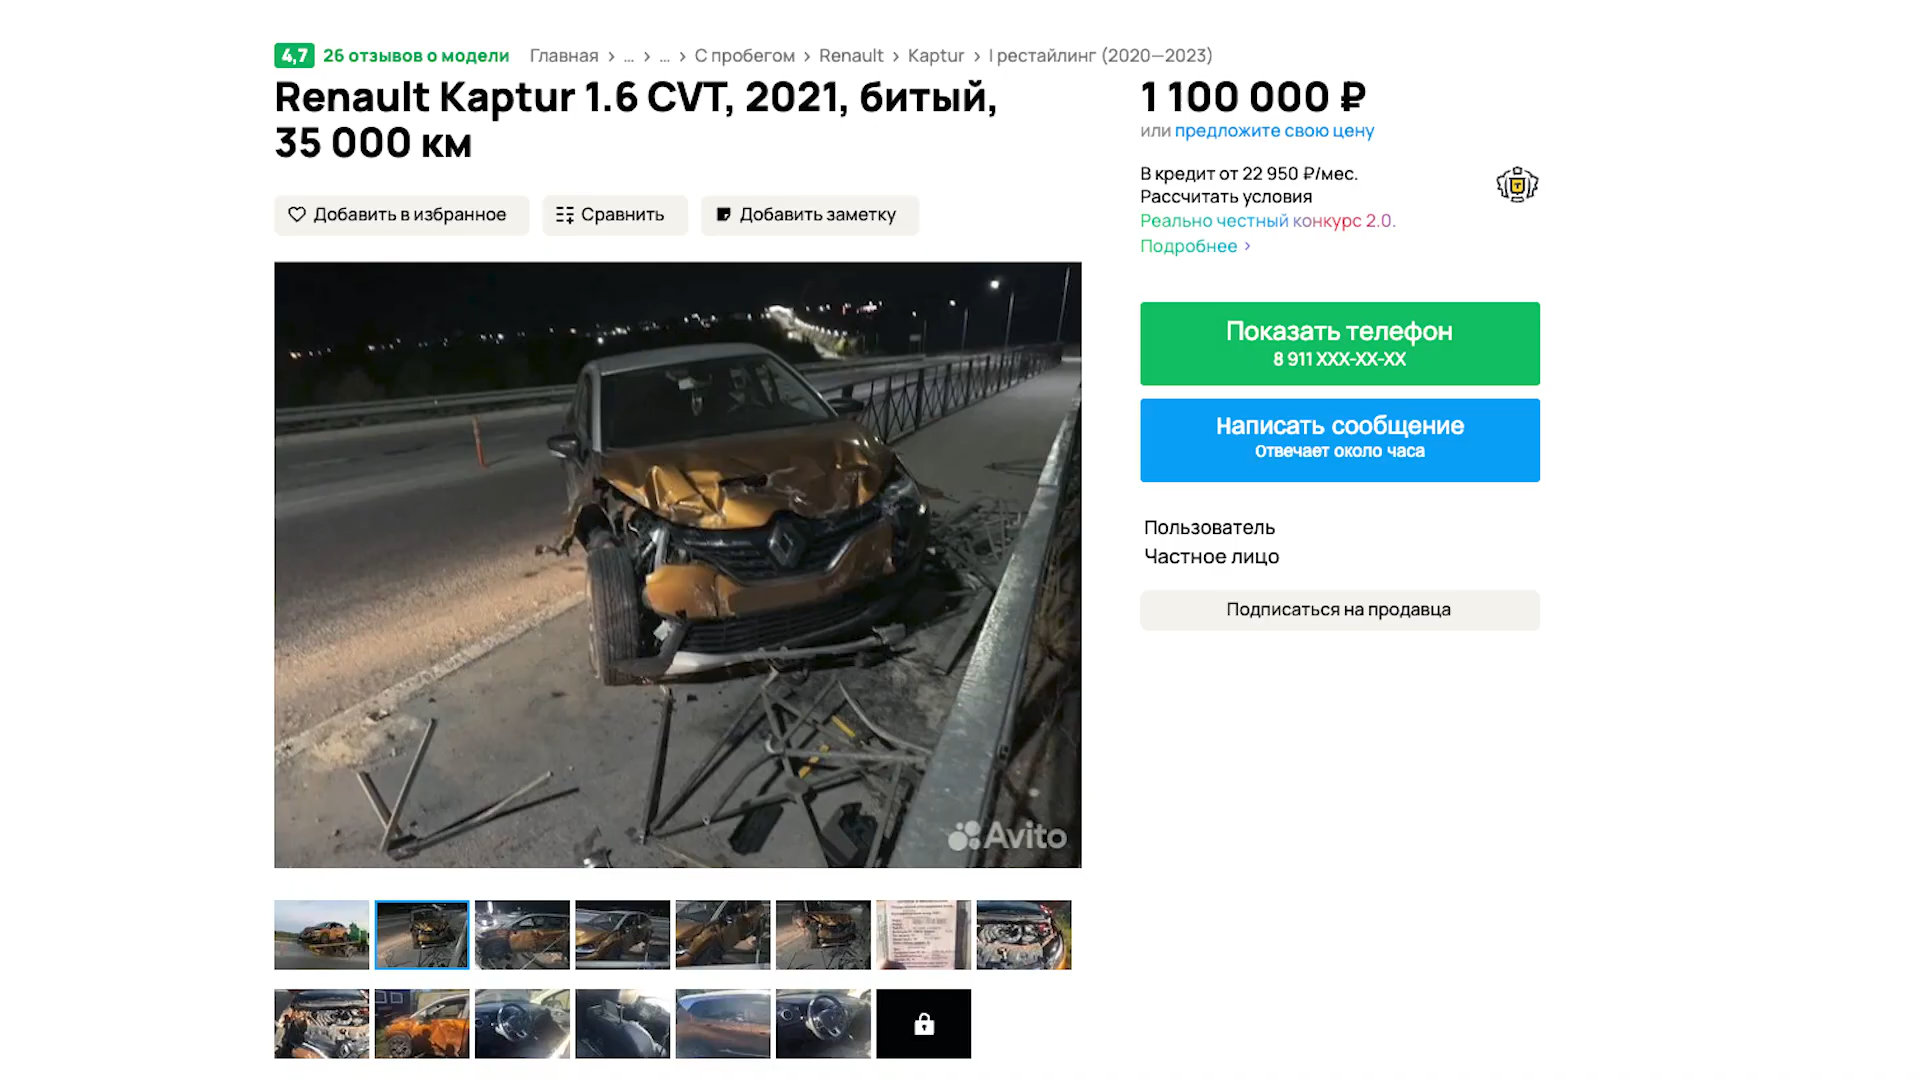 4,7 26 отзывов о модели Главная > ... > ... > С пробегом > Renault > Kaptur > I рестайлинг (2020—2023)
Renault Kaptur 1.6 CVT, 2021, битый,
35 000 км
1 100 000 ₽
или предложите свою цену
В кредит от 22 950 ₽/мес.
Рассчитать условия
Реально честный конкурс 2.0.
Подробнее >
Добавить в избранное
Сравнить
Добавить заметку
Показать телефон
8 911 XXX-XX-XX
Написать сообщение
Отвечает около часа
Пользователь
Частное лицо
Подписаться на продавца
Avito